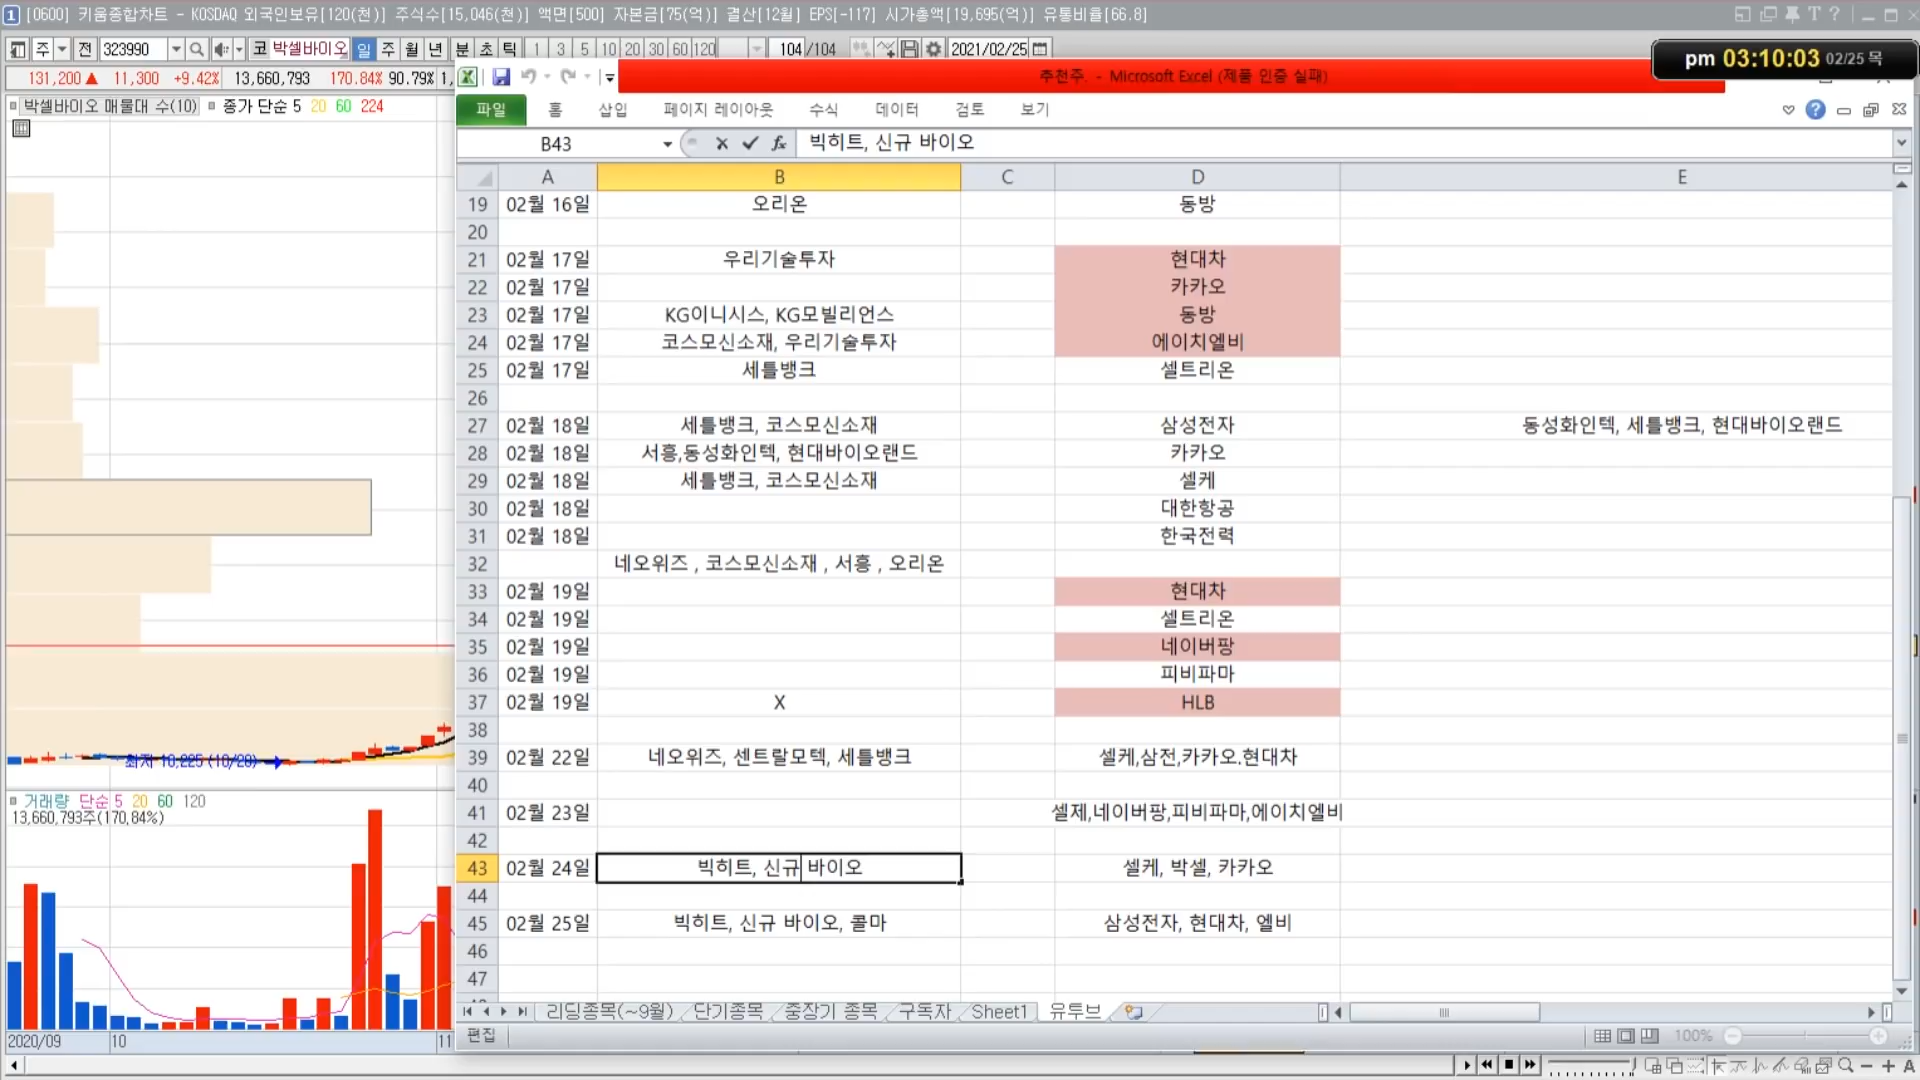 [0600] 키움종합차트 - KOSDAQ 외국인보유[120(천)] 주식수[15,046(천)] 액면[500] 자본금[75(억)] 결산[12월] EPS[-117] 시가총액[19,695(억)] 유통비율[66.8]
주 전 323990 코 박셀바이오 일 주 월 년 분 초 틱 1 3 5 10 20 30 60 120 104 /104 2021/02/25
pm 03:10:03 02/25 목
131,200 ▲ 11,300 +9.42% 13,660,793 170.84% 90.79%
추천주. - Microsoft Excel (제품 인증 실패)
박셀바이오 매물대 수(10) 종가 단순 5 20 60 224
파일 홈 삽입 페이지 레이아웃 수식 데이터 검토 보기
B43 fx 빅히트, 신규 바이오
A B C D E
19 02월 16일 오리온 동방
20
21 02월 17일 우리기술투자 현대차
22 02월 17일 카카오
23 02월 17일 KG이니시스, KG모빌리언스 동방
24 02월 17일 코스모신소재, 우리기술투자 에이치엘비
25 02월 17일 세틀뱅크 셀트리온
26
27 02월 18일 세틀뱅크, 코스모신소재 삼성전자 동성화인텍, 세틀뱅크, 현대바이오랜드
28 02월 18일 서흥,동성화인텍, 현대바이오랜드 카카오
29 02월 18일 세틀뱅크, 코스모신소재 셀케
30 02월 18일 대한항공
31 02월 18일 한국전력
32 네오위즈 , 코스모신소재 , 서흥 , 오리온
33 02월 19일 현대차
34 02월 19일 셀트리온
35 02월 19일 네이버팡
36 02월 19일 피비파마
37 02월 19일 X HLB
38
39 02월 22일 네오위즈, 센트랄모텍, 세틀뱅크 셀케,삼전,카카오.현대차
40
41 02월 23일 셀제,네이버팡,피비파마,에이치엘비
42
43 02월 24일 빅히트, 신규 바이오 셀케, 박셀, 카카오
44
45 02월 25일 빅히트, 신규 바이오, 콜마 삼성전자, 현대차, 엘비
46
47
최저 10,225 (10/20)
거래량 단순 5 20 60 120
13,660,793주(170,84%)
2020/09 10 11
리딩종목(~9월) 단기종목 중장기 종목 구독자 Sheet1 유투브
편집 100%